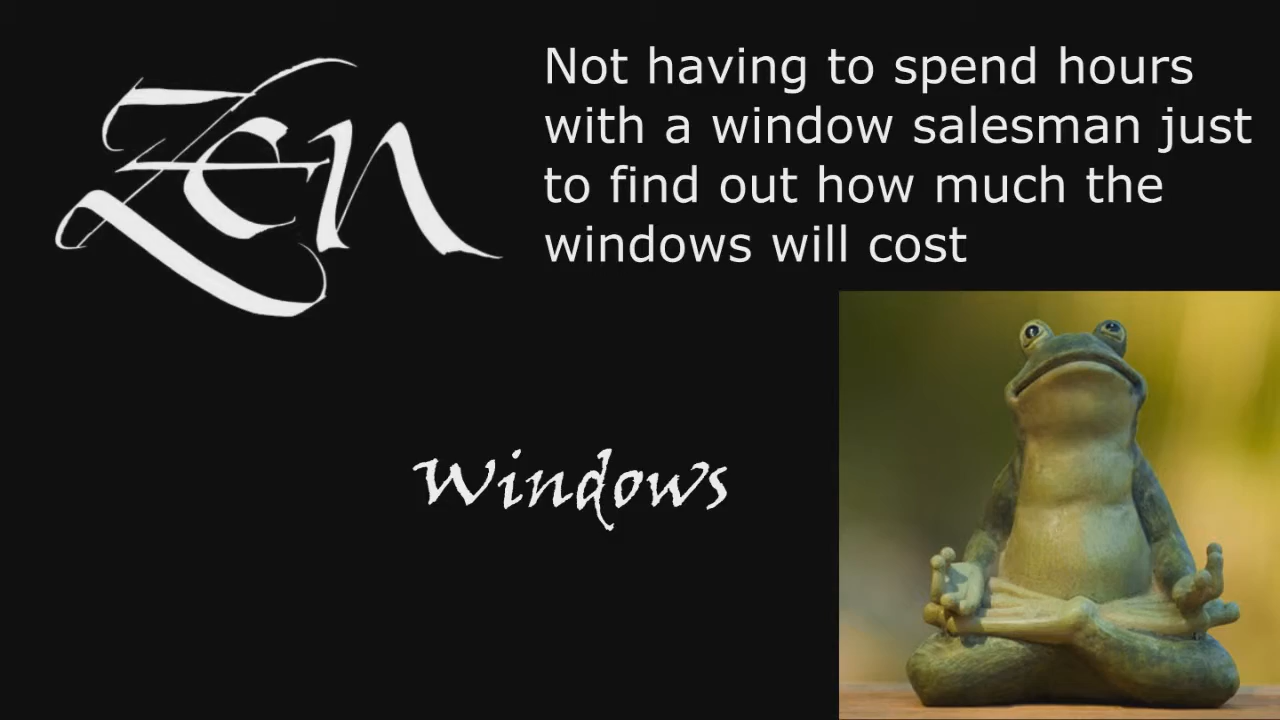 Zen
Not having to spend hours
with a window salesman just
to find out how much the
windows will cost
Windows